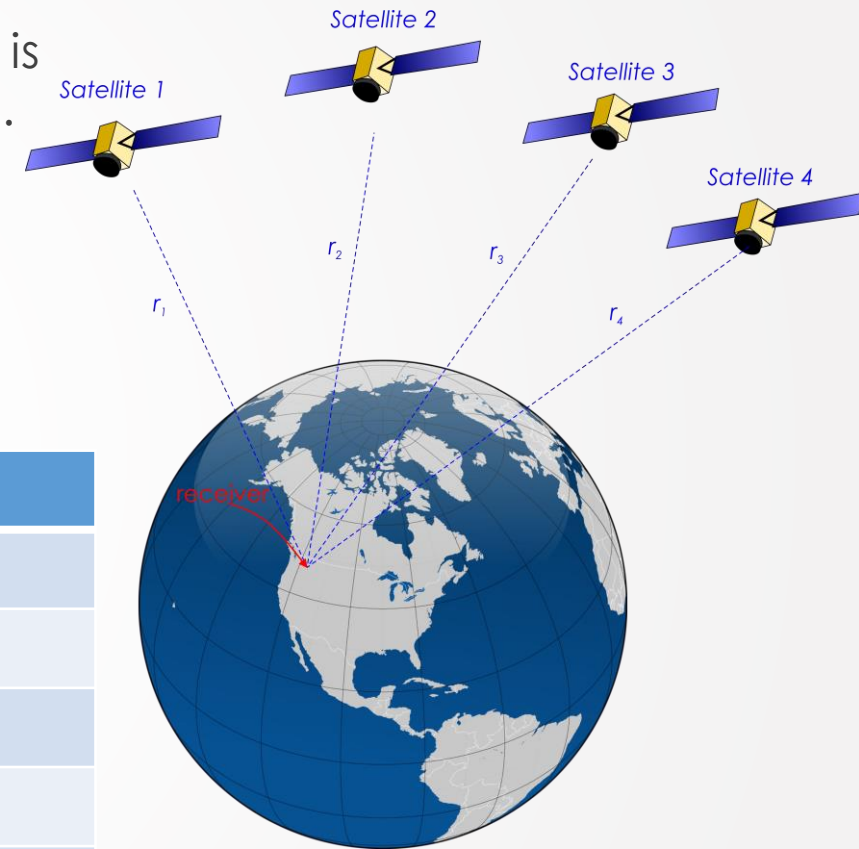 is
.
Satellite 1
Satellite 2
Satellite 3
Satellite 4
r₁
r₂
r₃
r₄
receiver